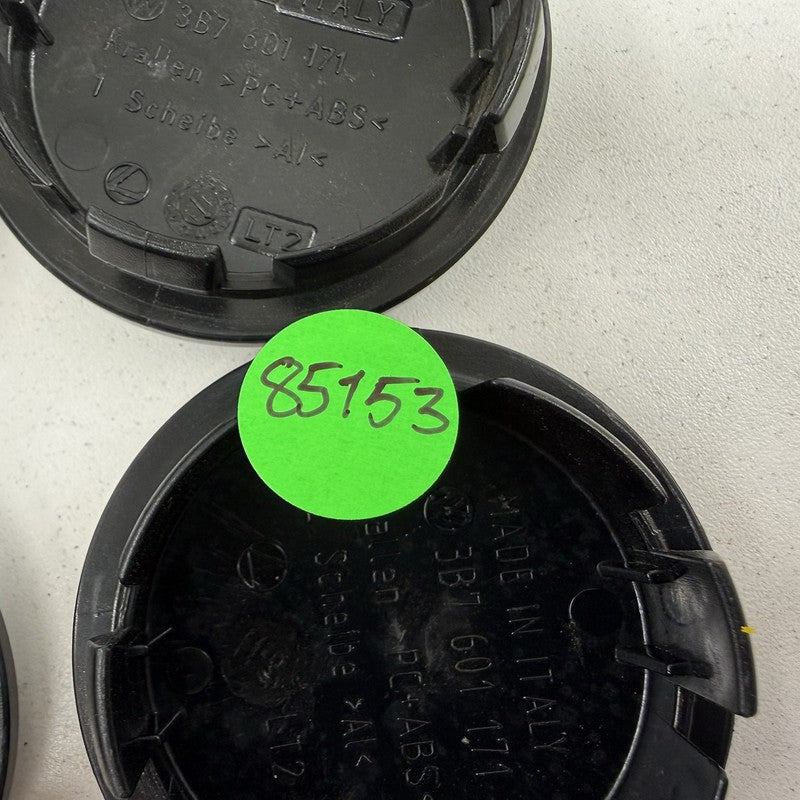 ITALY
3B7 601 171
Krallen >PC+ABS<
1 Scheibe >Al<
LT2
85153
MADE IN ITALY
3B7 601 171
allen >PC+ABS<
Scheibe >Al<
LT2